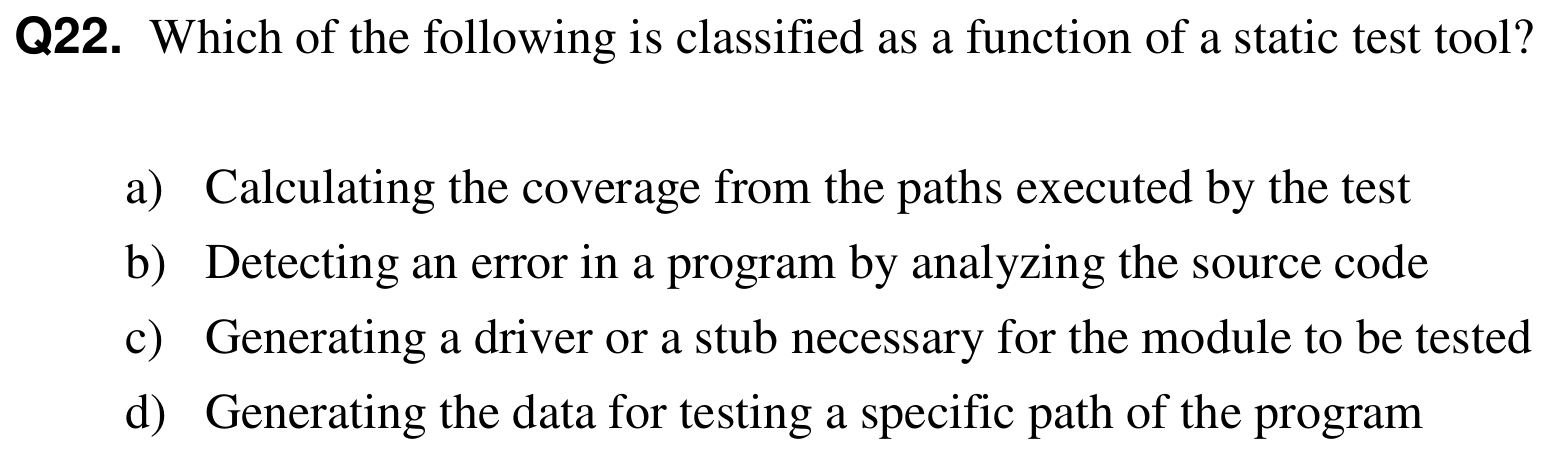 Q22. Which of the following is classified as a function of a static test tool?
a) Calculating the coverage from the paths executed by the test
b) Detecting an error in a program by analyzing the source code
c) Generating a driver or a stub necessary for the module to be tested
d) Generating the data for testing a specific path of the program